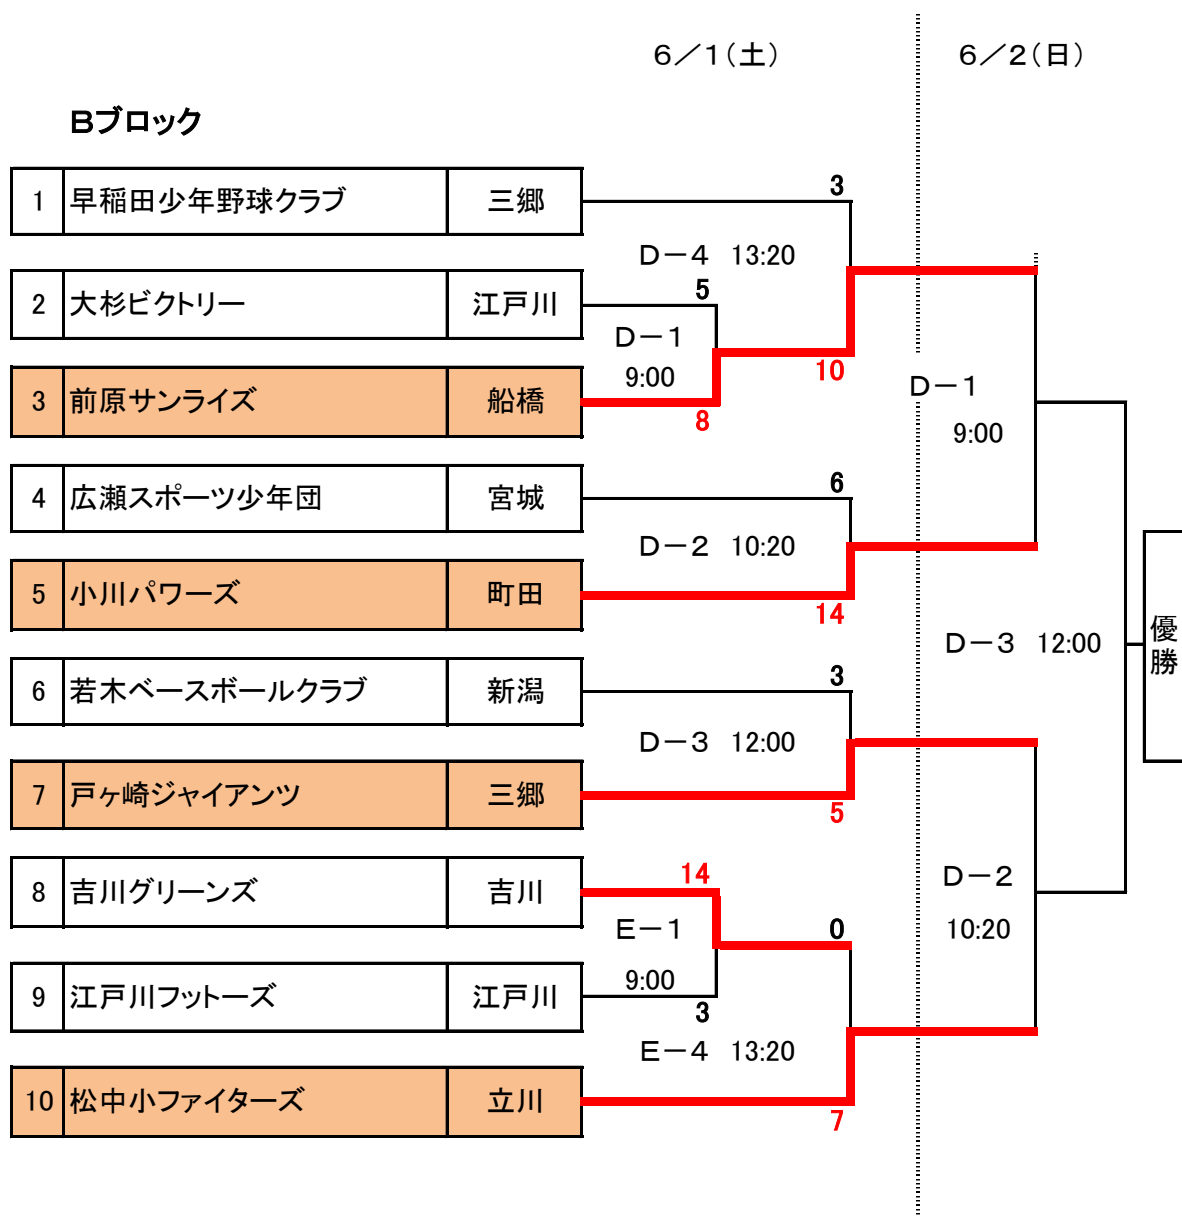 6／1（土） 6／2（日）
Bブロック
1 早稲田少年野球クラブ 三郷
3
D－4 13:20
5
2 大杉ビクトリー 江戸川
D－1
9:00
10
3 前原サンライズ 船橋
8
D－1
9:00
6
4 広瀬スポーツ少年団 宮城
D－2 10:20
5 小川パワーズ 町田
14
優勝
D－3 12:00
3
6 若木ベースボールクラブ 新潟
D－3 12:00
7 戸ヶ崎ジャイアンツ 三郷
5
14
8 吉川グリーンズ 吉川
D－2
10:20
E－1
9:00
0
9 江戸川フットーズ 江戸川
3
E－4 13:20
10 松中小ファイターズ 立川
7